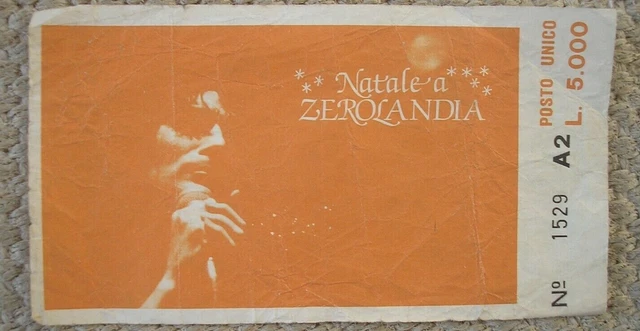 Natale a
ZEROLANDIA
POSTO UNICO
L. 5.000
A2
Nº 1529